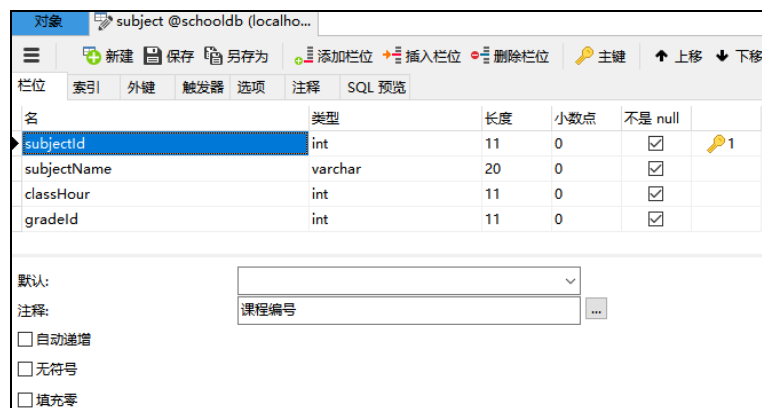 对象 subject @schooldb (localho...
新建 保存 另存为 添加栏位 插入栏位 删除栏位 主键 上移 下移
栏位 索引 外键 触发器 选项 注释 SQL 预览
名 类型 长度 小数点 不是 null
subjectId int 11 0 1
subjectName varchar 20 0
classHour int 11 0
gradeId int 11 0
默认:
注释: 课程编号 ...
自动递增
无符号
填充零